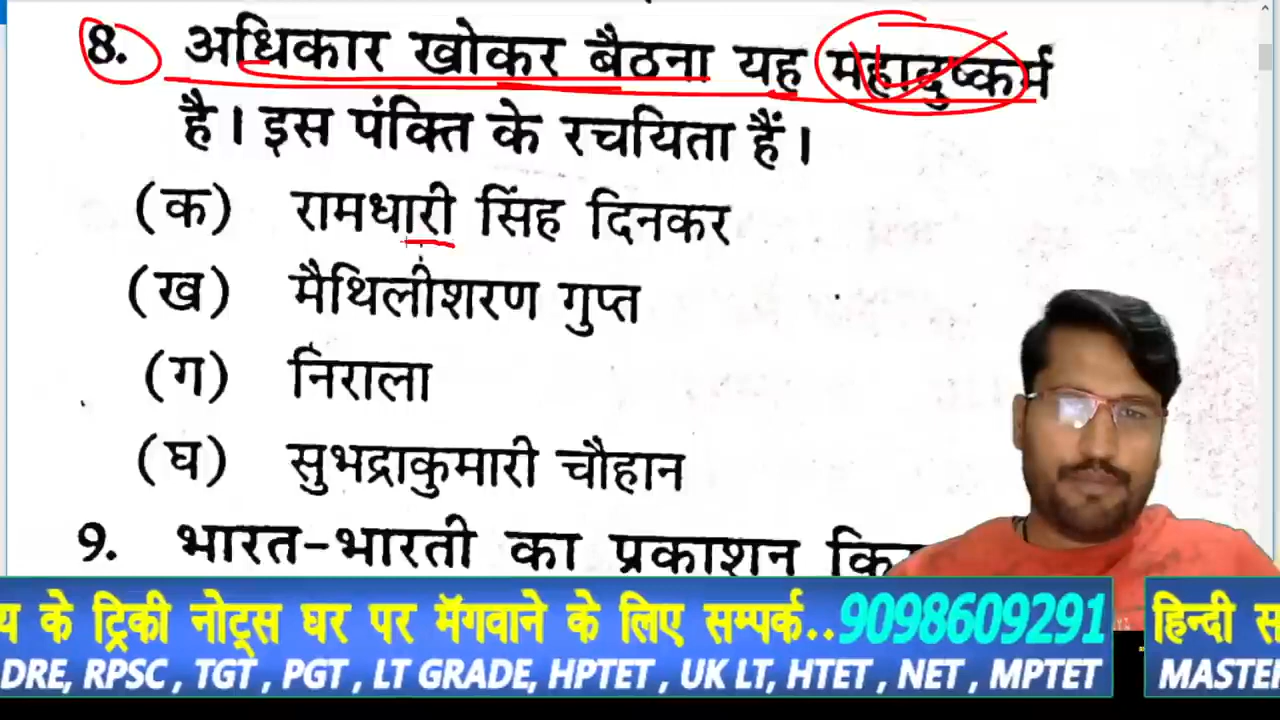 8. अधिकार खोकर बैठना यह महादुष्कर्म
है। इस पंक्ति के रचयिता हैं।
(क) रामधारी सिंह दिनकर
(ख) मैथिलीशरण गुप्त
(ग) निराला
(घ) सुभद्राकुमारी चौहान
9. भारत-भारती का प्रकाशन
के ट्रिकी नोट्स घर पर मॅगवाने के लिए सम्पर्क..9098609291
हिन्दी
DRE, RPSC , TGT , PGT , LT GRADE, HPTET , UK LT, HTET , NET , MPTET
MASTER